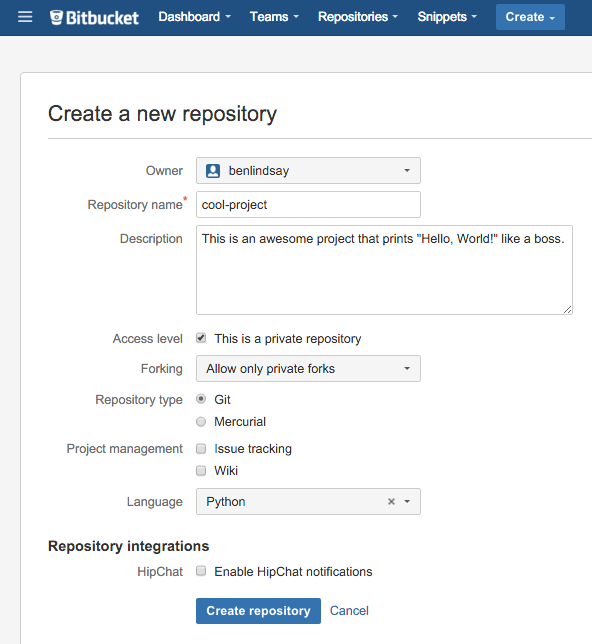 Bitbucket Dashboard Teams Repositories Snippets Create
Create a new repository
Owner benlindsay
Repository name* cool-project
Description This is an awesome project that prints "Hello, World!" like a boss.
Access level This is a private repository
Forking Allow only private forks
Repository type Git
Mercurial
Project management Issue tracking
Wiki
Language Python
Repository integrations
HipChat Enable HipChat notifications
Create repository Cancel